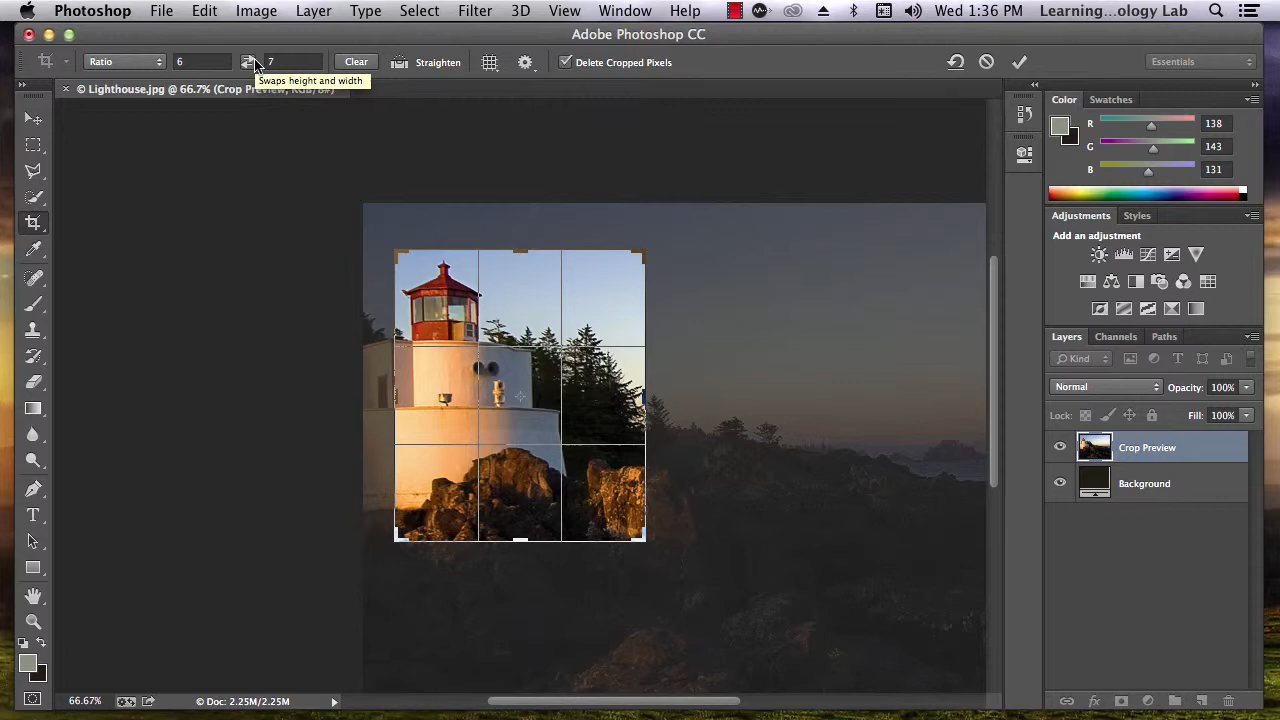 Photoshop File Edit Image Layer Type Select Filter 3D View Window Help Wed 1:36 PM Learning...ology Lab
Adobe Photoshop CC
Ratio 6 7 Clear Straighten Delete Cropped Pixels Essentials
Swaps height and width
× © Lighthouse.jpg @ 66.7% (Crop Preview, RGB/8#)
Color Swatches
R 138
G 143
B 131
Adjustments Styles
Add an adjustment
Layers Channels Paths
Kind
Normal Opacity: 100%
Lock: Fill: 100%
Crop Preview
Background
66.67% © Doc: 2.25M/2.25M